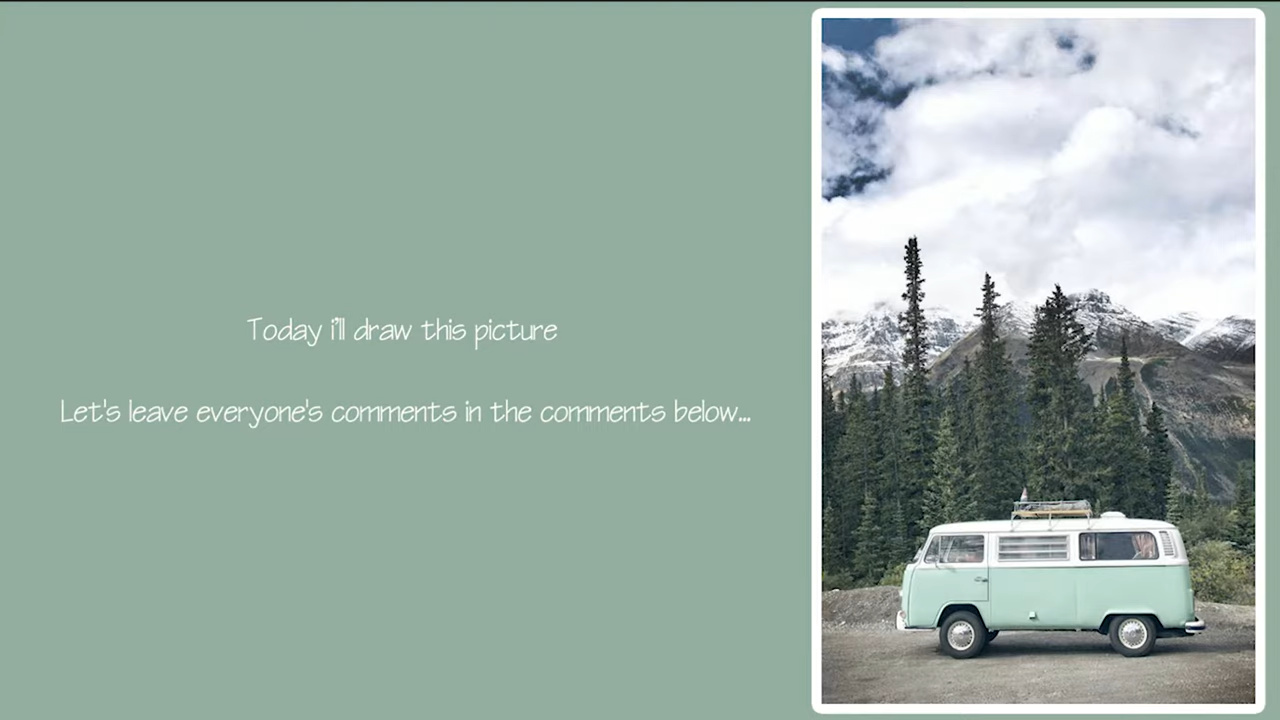 Today i'll draw this picture
Let's leave everyone's comments in the comments below...